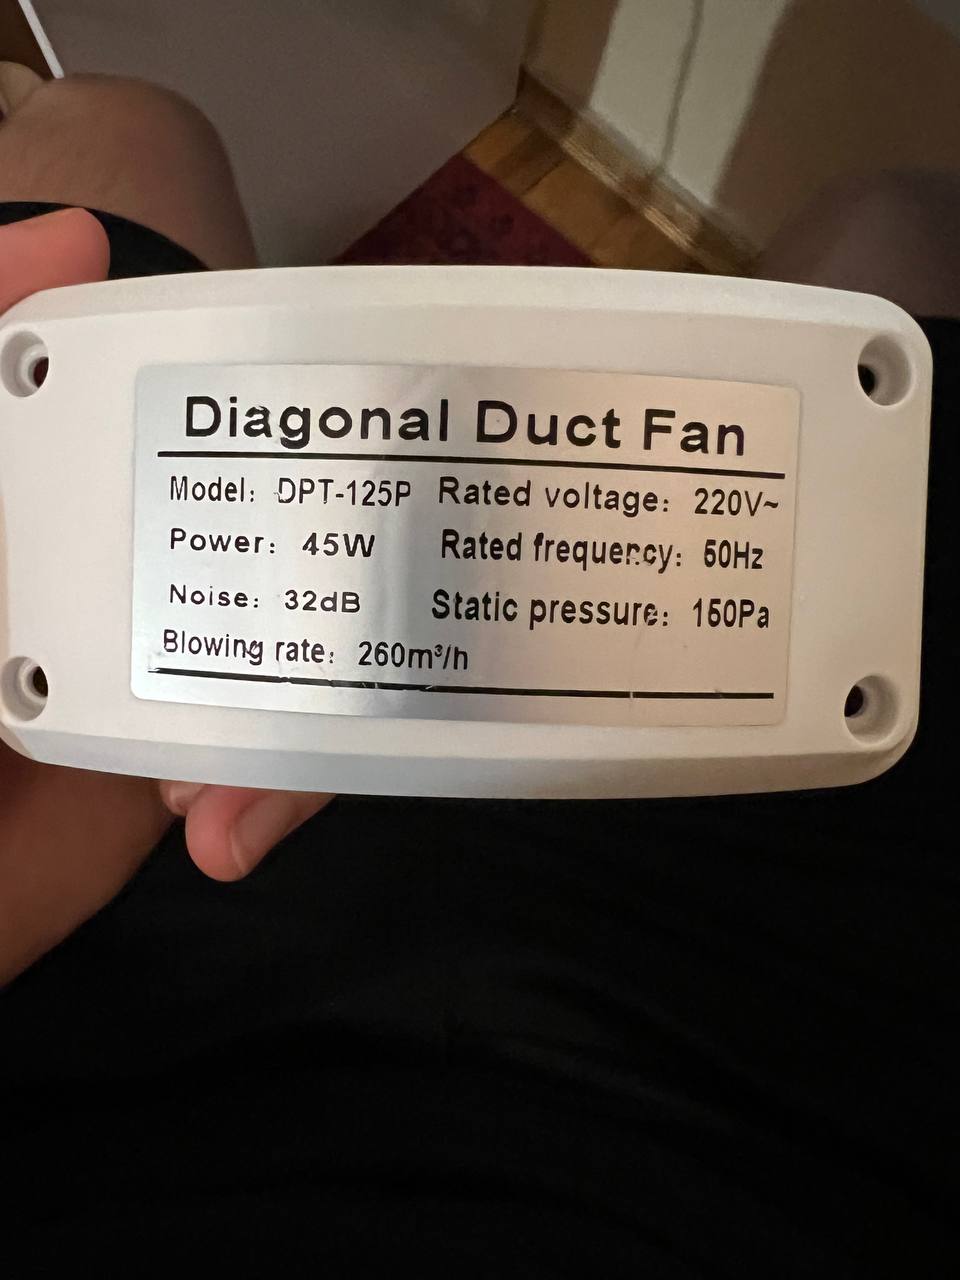 Diagonal Duct Fan
Model: DPT-125P Rated voltage: 220V~
Power: 45W Rated frequency: 50Hz
Noise: 32dB Static pressure: 150Pa
Blowing rate: 260m³/h